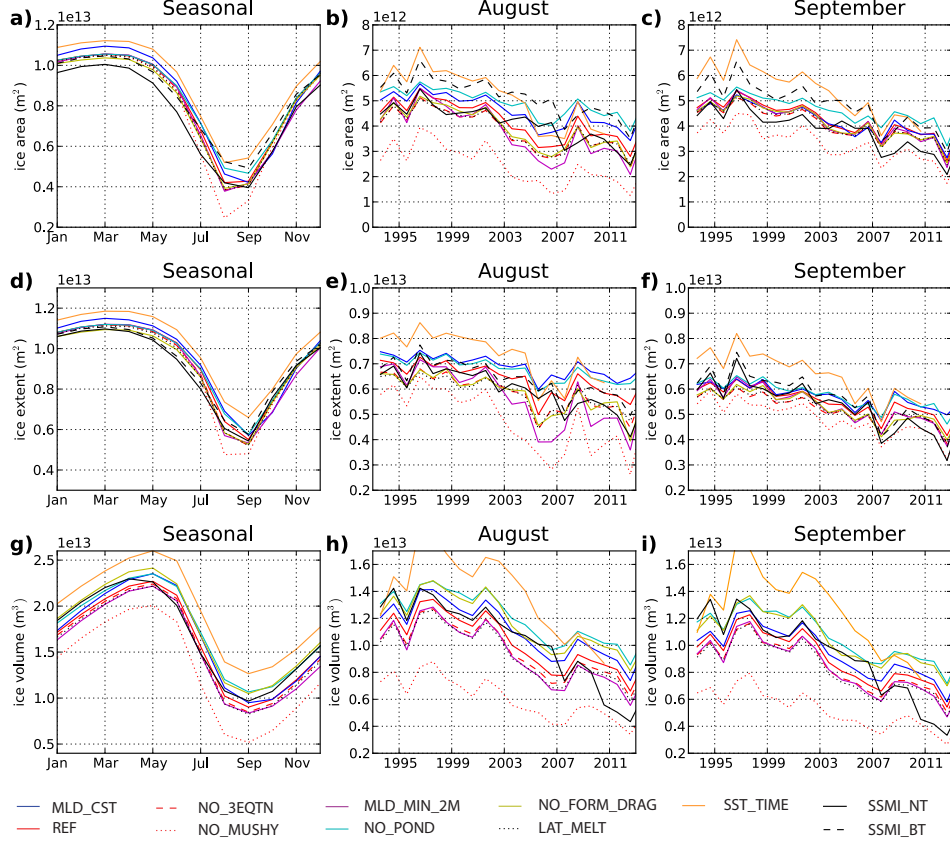 a) Seasonal
b) August
c) September
1e13
1e12
1e12
ice area (m²)
1.2
1.0
0.8
0.6
0.4
0.2
Jan Mar May Jul Sep Nov
ice area (m²)
8
7
6
5
4
3
2
1
0
1995 1999 2003 2007 2011
ice area (m²)
8
7
6
5
4
3
2
1
0
1995 1999 2003 2007 2011
d) Seasonal
e) August
f) September
1e13
1e13
1e13
ice extent (m²)
1.2
1.0
0.8
0.6
0.4
Jan Mar May Jul Sep Nov
ice extent (m²)
1.0
0.9
0.8
0.7
0.6
0.5
0.4
0.3
0.2
1995 1999 2003 2007 2011
ice extent (m²)
1.0
0.9
0.8
0.7
0.6
0.5
0.4
0.3
0.2
1995 1999 2003 2007 2011
g) Seasonal
h) August
i) September
1e13
1e13
1e13
ice volume (m³)
2.5
2.0
1.5
1.0
0.5
Jan Mar May Jul Sep Nov
ice volume (m³)
1.6
1.4
1.2
1.0
0.8
0.6
0.4
0.2
1995 1999 2003 2007 2011
ice volume (m³)
1.6
1.4
1.2
1.0
0.8
0.6
0.4
0.2
1995 1999 2003 2007 2011
MLD_CST NO_3EQTN MLD_MIN_2M NO_FORM_DRAG SST_TIME SSMI_NT
REF NO_MUSHY NO_POND LAT_MELT SSMI_BT